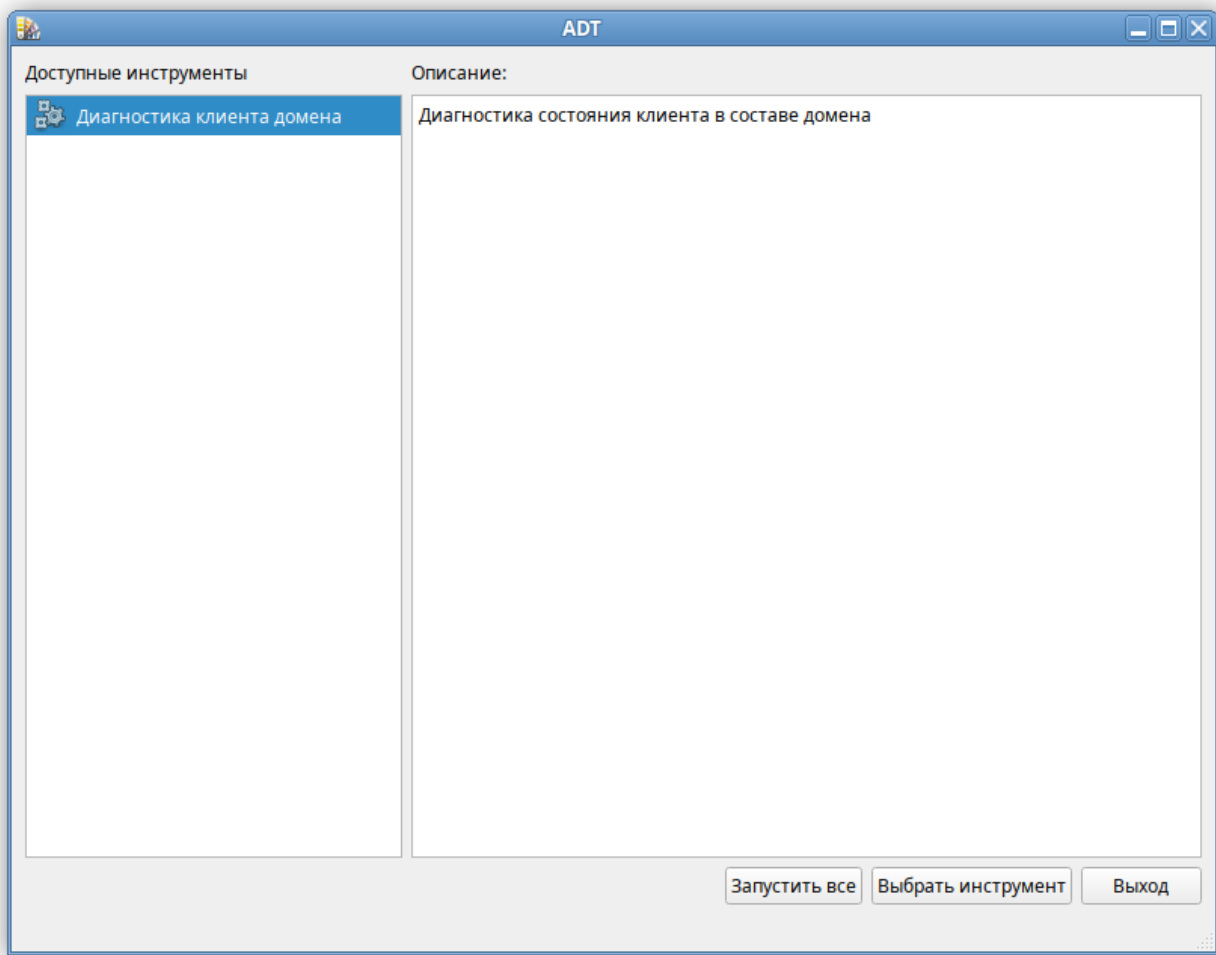 ADT
Доступные инструменты
Описание:
Диагностика клиента домена
Диагностика состояния клиента в составе домена
Запустить все
Выбрать инструмент
Выход